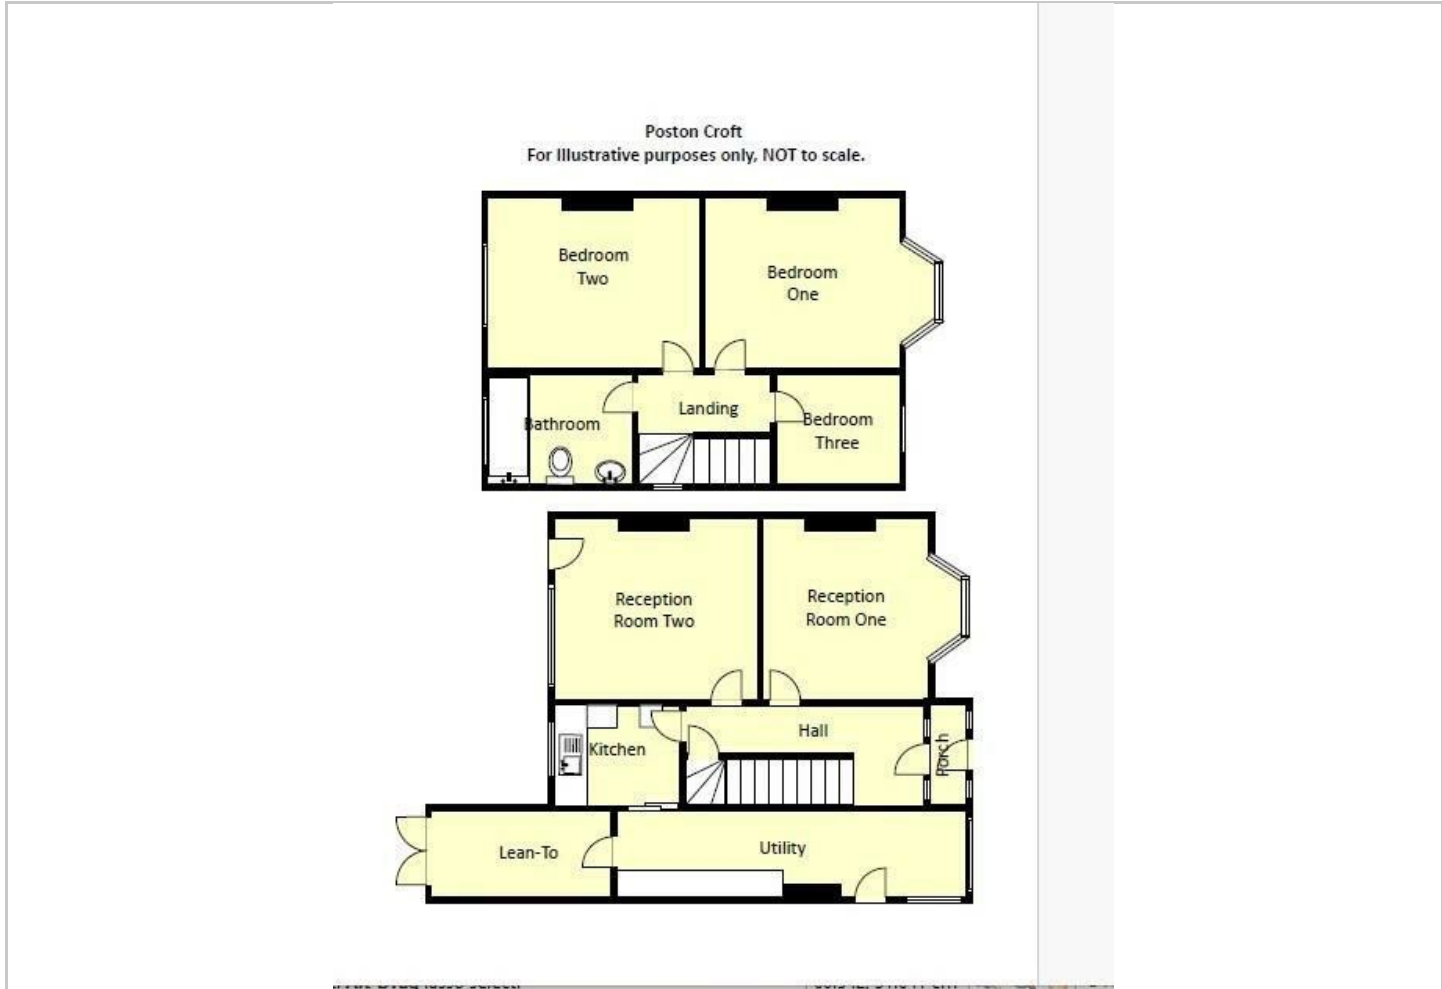 Poston Croft
For Illustrative purposes only, NOT to scale.
Bedroom
Two
Bedroom
One
Bathroom
Landing
Bedroom
Three
Reception
Room Two
Reception
Room One
Kitchen
Hall
Porch
Lean-To
Utility